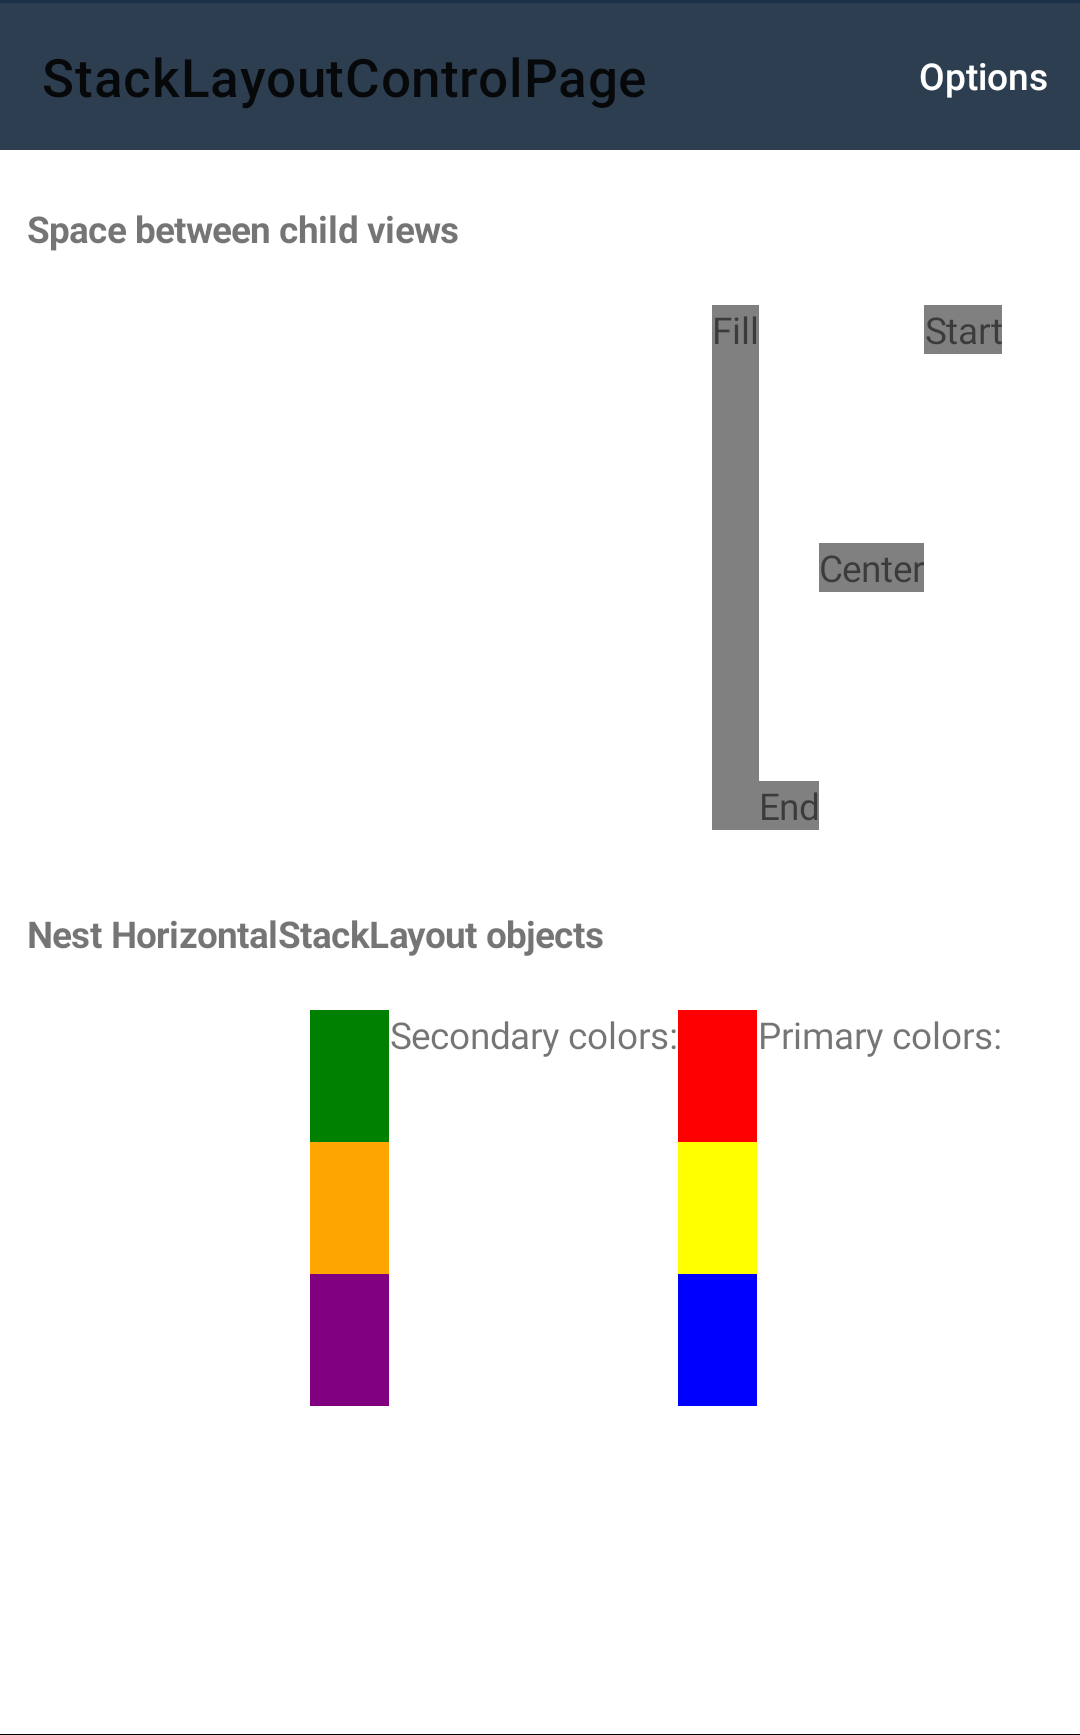 StackLayoutControlPage
Options
Space between child views
Fill
Start
Center
End
Nest HorizontalStackLayout objects
Secondary colors:
Primary colors: